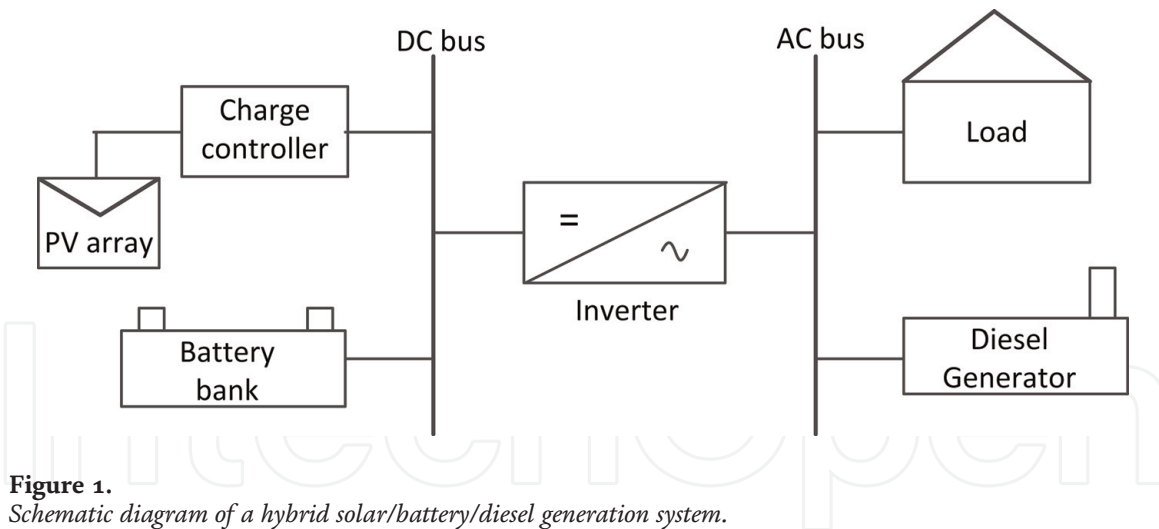 DC bus
AC bus
Charge
controller
Load
PV array
=
Inverter
Battery
bank
Diesel
Generator
IntechOpen
Figure 1.
Schematic diagram of a hybrid solar/battery/diesel generation system.